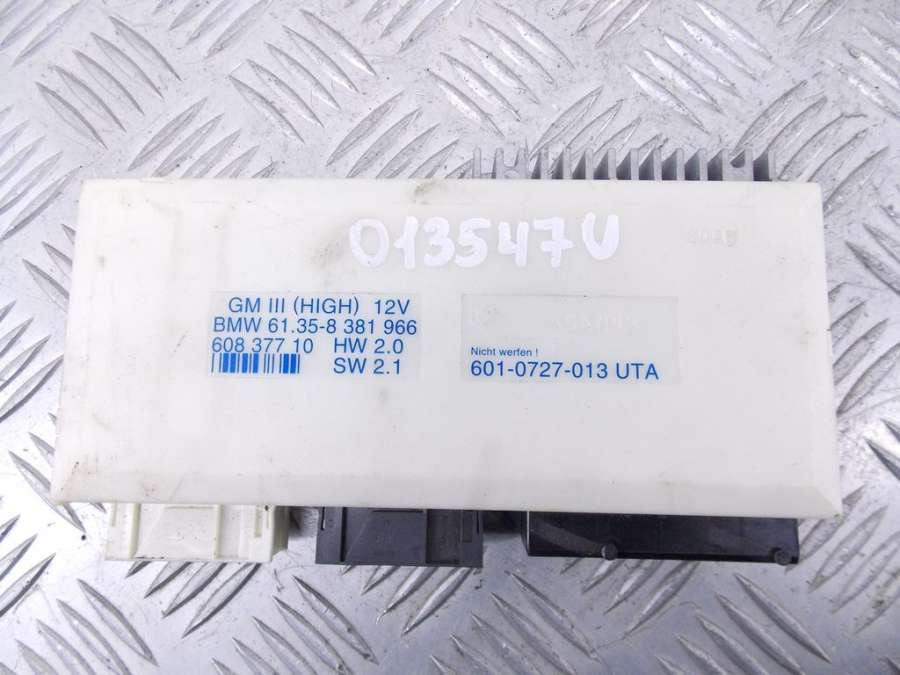 013547U
GM III (HIGH) 12V
BMW 61.35-8 381 966
608 377 10 HW 2.0
SW 2.1
Nicht werfen !
601-0727-013 UTA